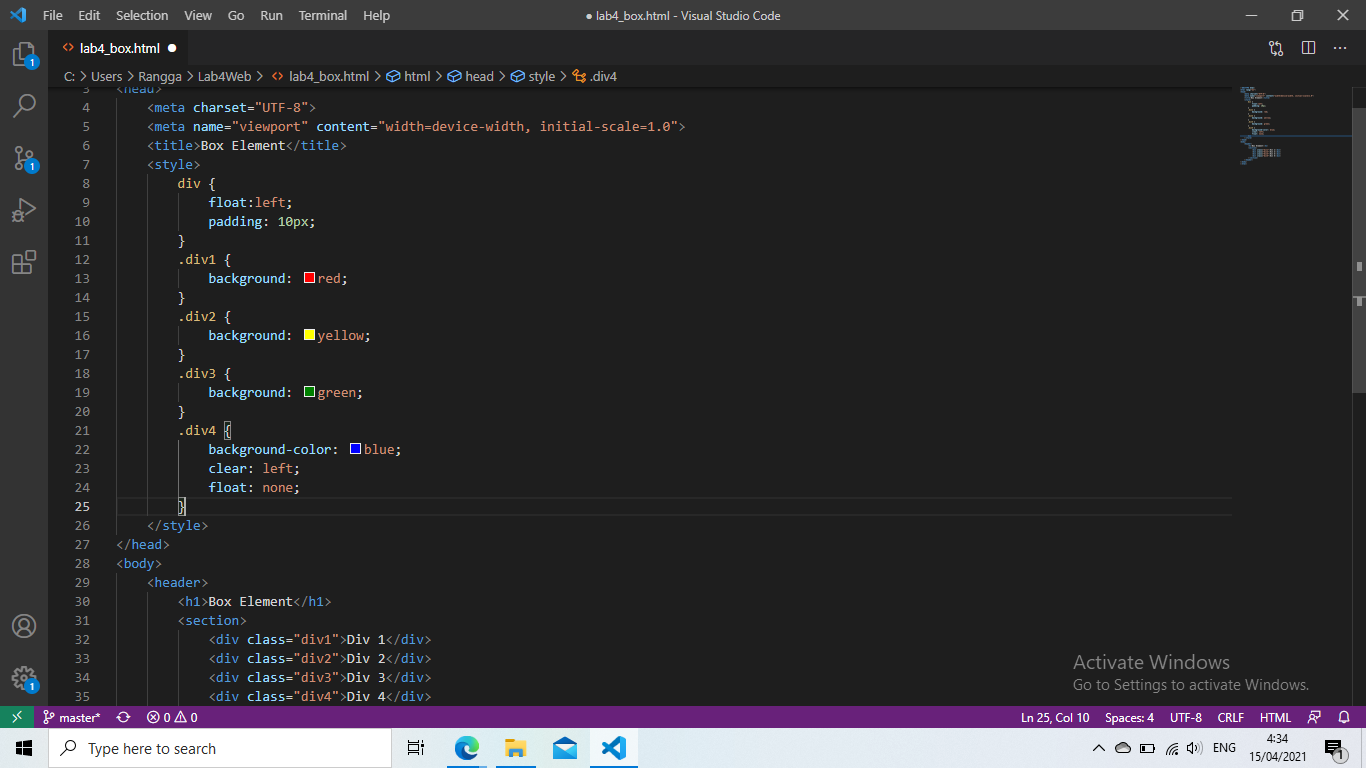 File Edit Selection View Go Run Terminal Help
● lab4_box.html - Visual Studio Code
lab4_box.html ●
C: > Users > Rangga > Lab4Web > <> lab4_box.html > html > head > style > .div4
3 <head>
4 <meta charset="UTF-8">
5 <meta name="viewport" content="width=device-width, initial-scale=1.0">
6 <title>Box Element</title>
7 <style>
8 div {
9 float:left;
10 padding: 10px;
11 }
12 .div1 {
13 background: red;
14 }
15 .div2 {
16 background: yellow;
17 }
18 .div3 {
19 background: green;
20 }
21 .div4 {
22 background-color: blue;
23 clear: left;
24 float: none;
25 }
26 </style>
27 </head>
28 <body>
29 <header>
30 <h1>Box Element</h1>
31 <section>
32 <div class="div1">Div 1</div>
33 <div class="div2">Div 2</div>
34 <div class="div3">Div 3</div>
35 <div class="div4">Div 4</div>
1
1
1
Activate Windows
Go to Settings to activate Windows.
master* 0 0 Ln 25, Col 10 Spaces: 4 UTF-8 CRLF HTML
Type here to search
ENG
4:34
15/04/2021
1